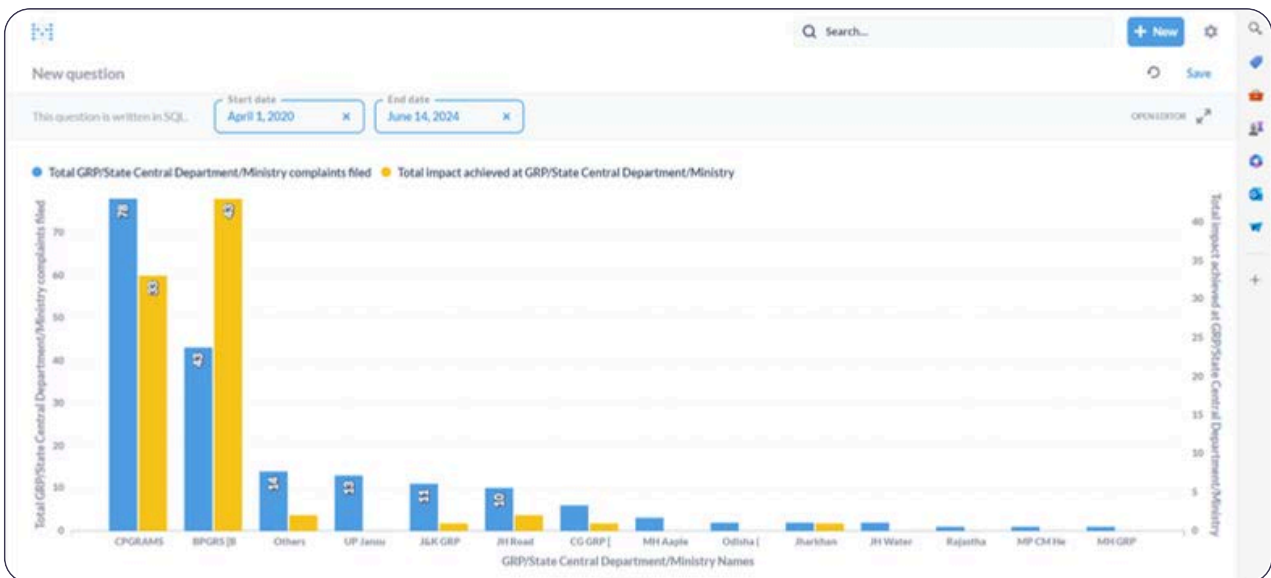 Search...
+ New
New question
Save
This question is written in SQL.
Start date
April 1, 2020
End date
June 14, 2024
OPEN EDITOR
Total GRP/State Central Department/Ministry complaints filed
Total impact achieved at GRP/State Central Department/Ministry
Total GRP/State Central Department/Ministry complaints filed
70
60
50
40
30
20
10
0
78
33
43
43
14
13
11
10
40
35
30
25
20
15
10
5
0
Total impact achieved at GRP/State Central Department/Ministry
CPGRAMS
BPGRS [B
Others
UP Jansu
J&K GRP
JH Road
CG GRP [
MH Aaple
Odisha (
Jharkhan
JH Water
Rajastha
MP CM He
MH GRP
GRP/State Central Department/Ministry Names